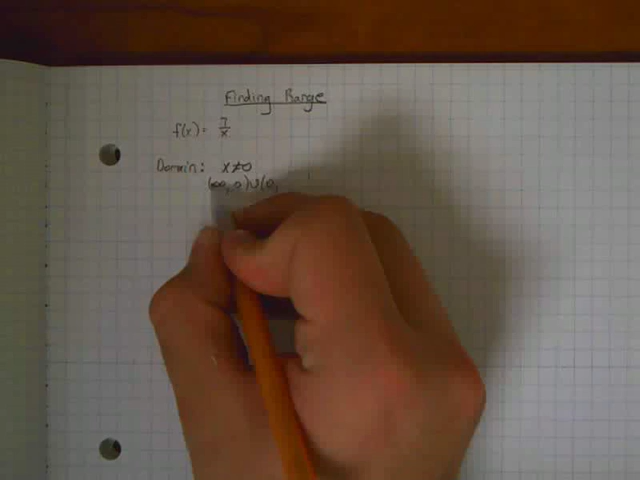 Finding Range
f(x) = 7/x
Domain: x≠0
(-∞, 0)∪(0,